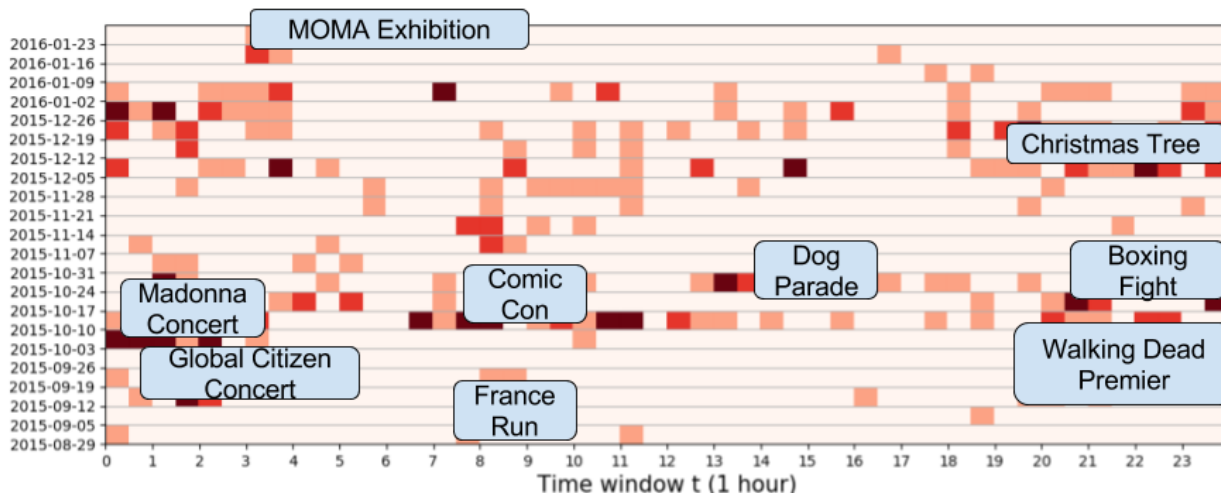 MOMA Exhibition
2016-01-23
2016-01-16
2016-01-09
2016-01-02
2015-12-26
2015-12-19
Christmas Tree
2015-12-12
2015-12-05
2015-11-28
2015-11-21
2015-11-14
2015-11-07
Dog
Parade
Boxing
Fight
2015-10-31
Comic
Con
2015-10-24
Madonna
Concert
2015-10-17
2015-10-10
Walking Dead
Premier
2015-10-03
Global Citizen
Concert
2015-09-26
2015-09-19
France
Run
2015-09-12
2015-09-05
2015-08-29
0 1 2 3 4 5 6 7 8 9 10 11 12 13 14 15 16 17 18 19 20 21 22 23
Time window t (1 hour)